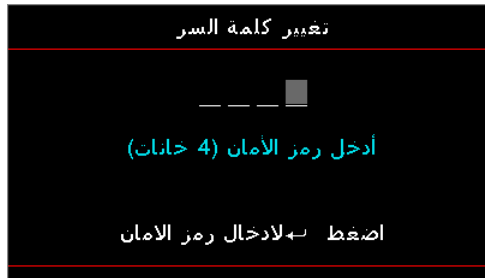 تغيير كلمة السر
_ _ _ _
أدخل رمز الأمان (4 خانات)
اضغط ↵لادخال رمز الامان